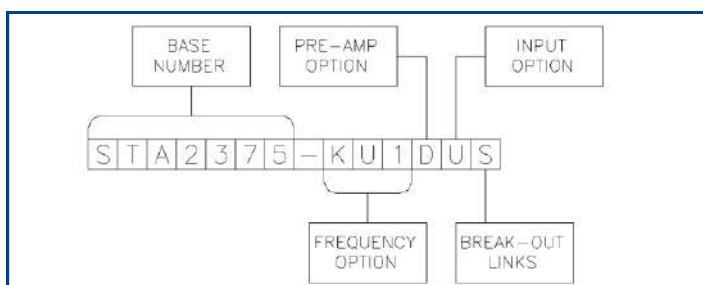 BASE
NUMBER
PRE-AMP
OPTION
INPUT
OPTION
STA2375-KU1DUS
FREQUENCY
OPTION
BREAK-OUT
LINKS